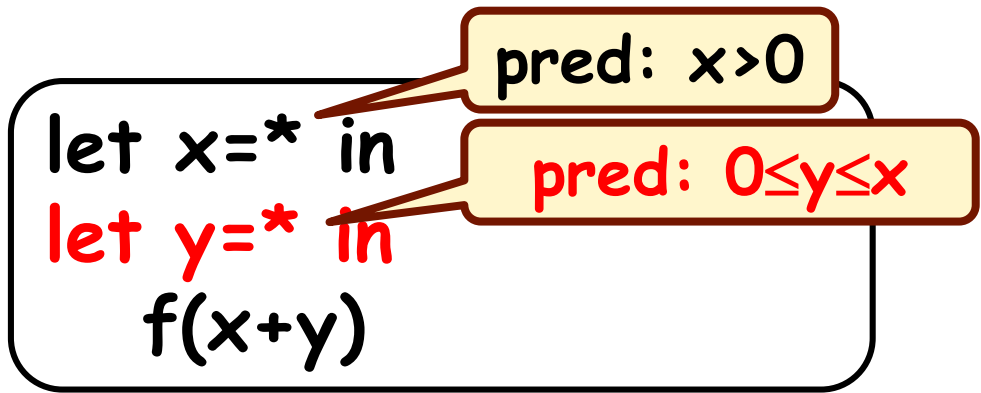 pred: x>0
let x=* in
pred: 0≤y≤x
let y=* in
f(x+y)